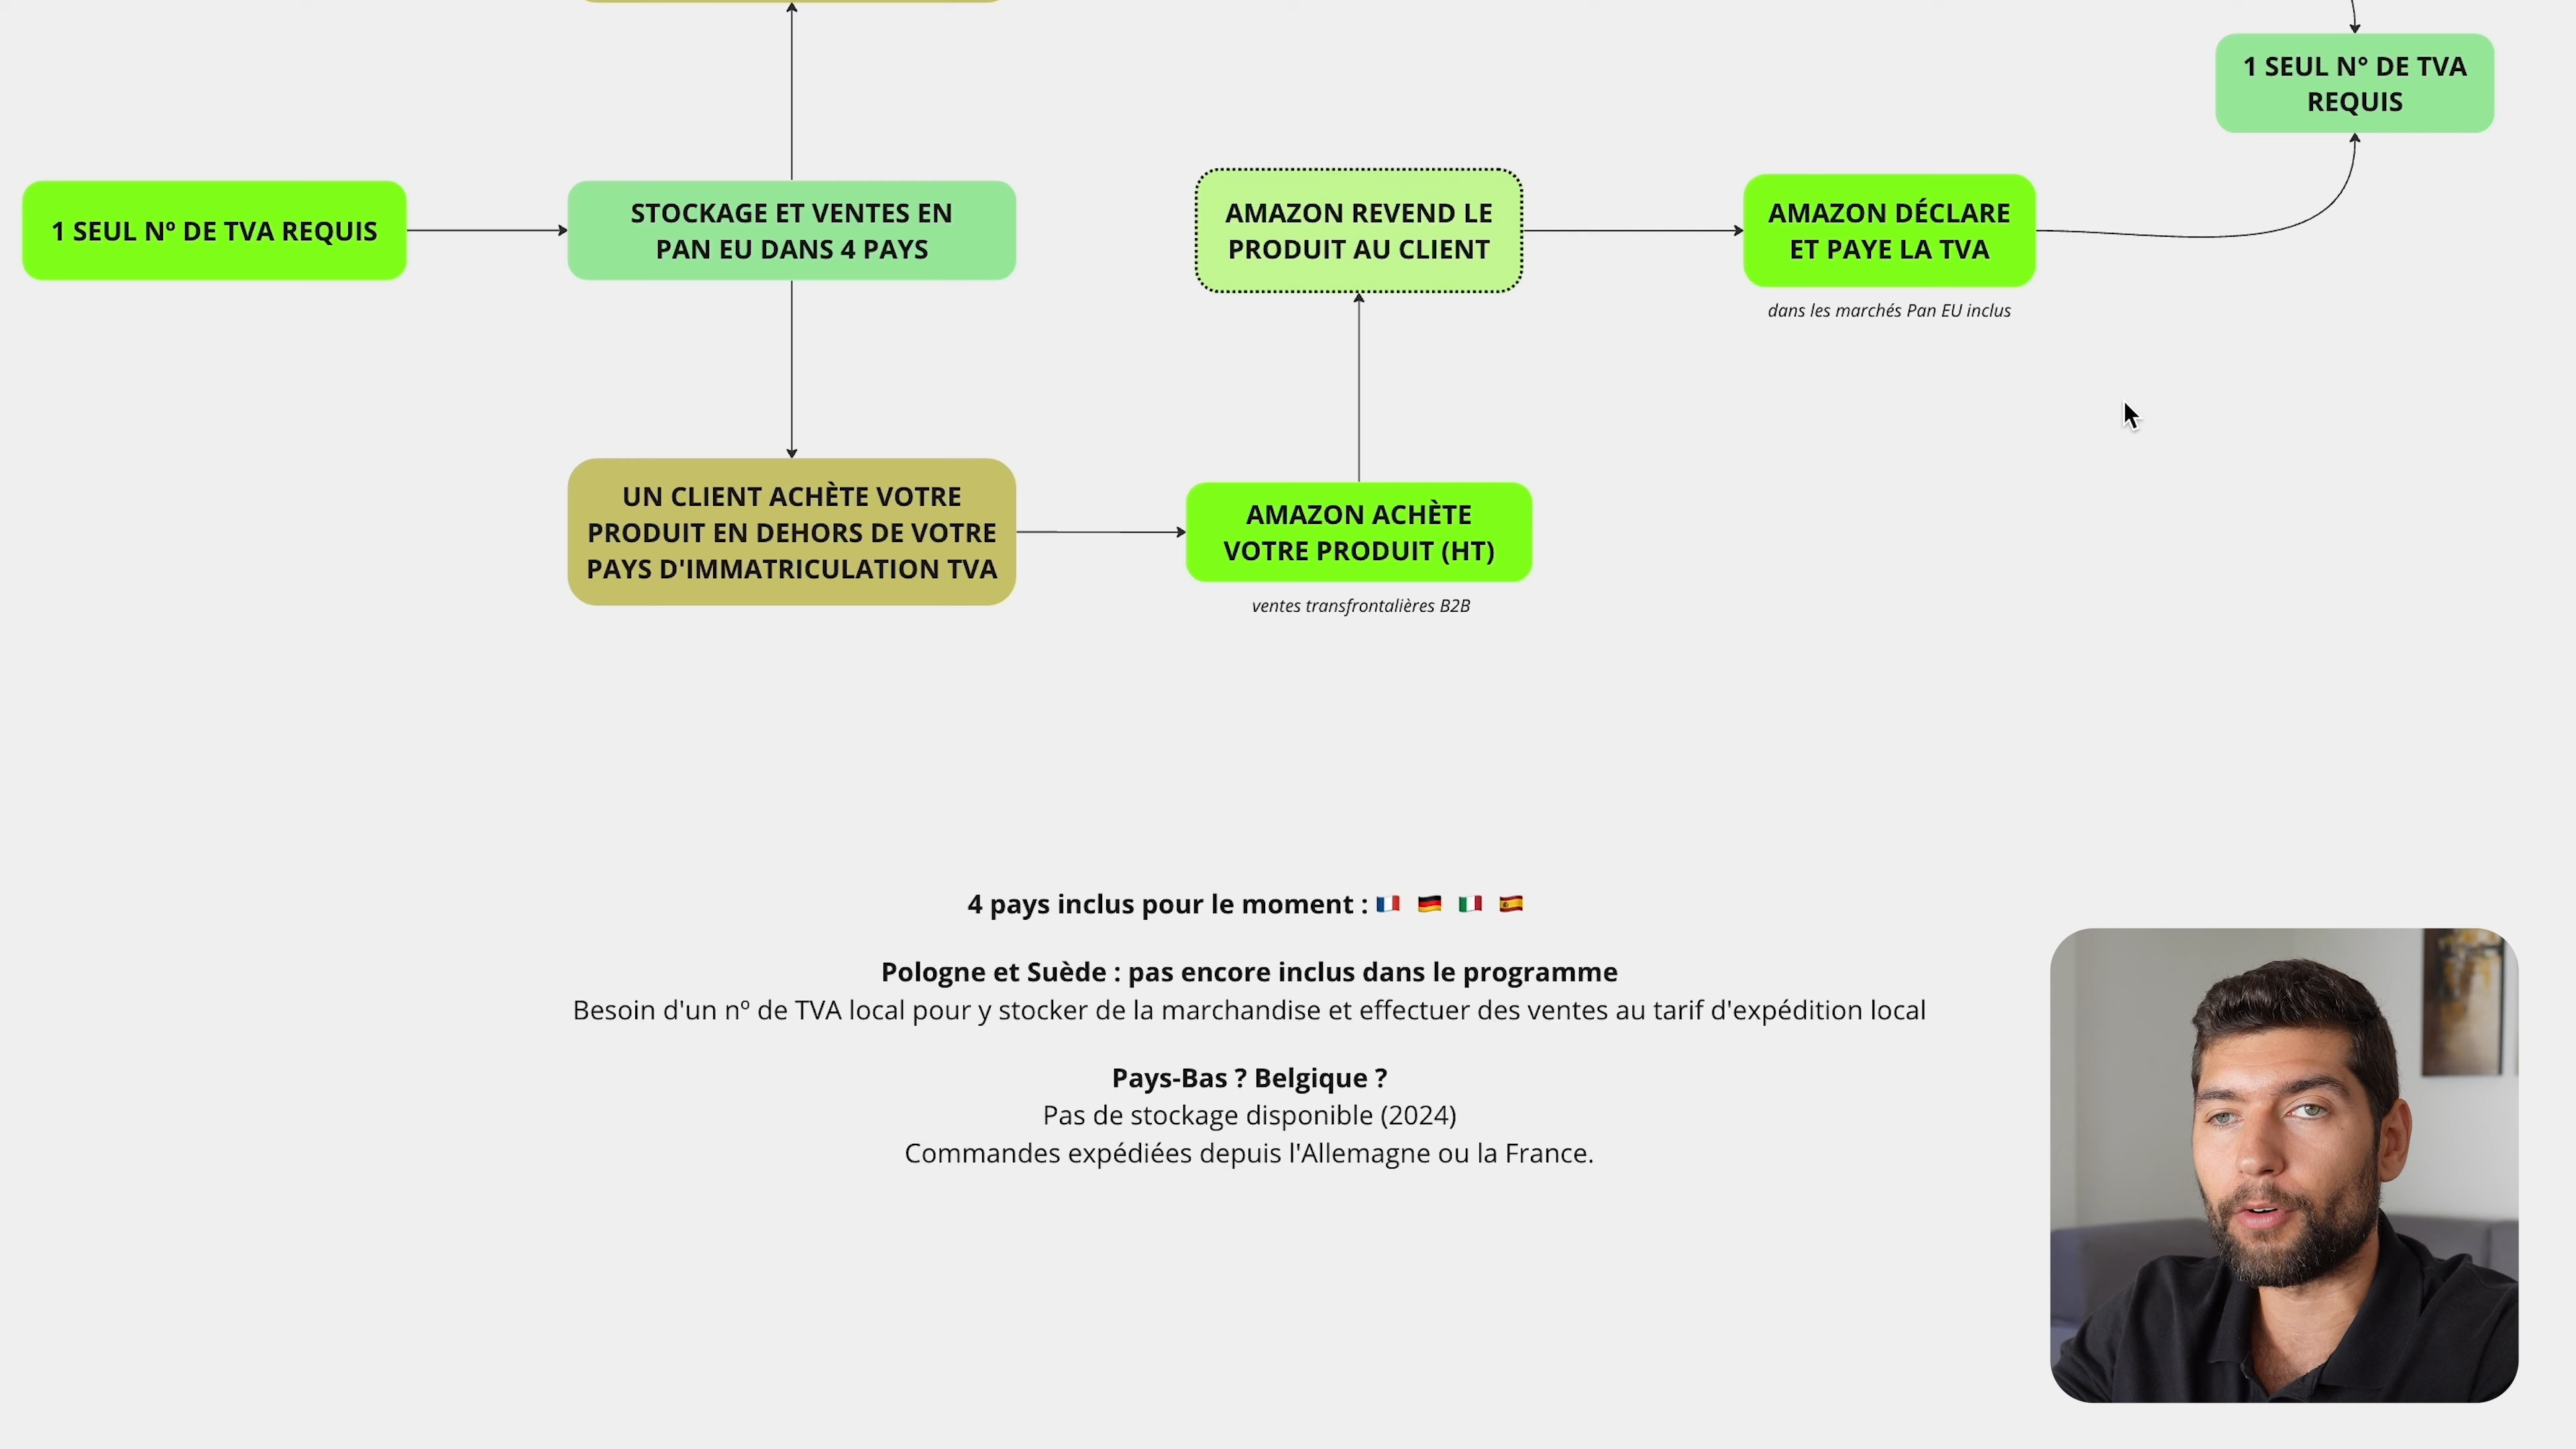 1 SEUL N° DE TVA
REQUIS
1 SEUL Nº DE TVA REQUIS
STOCKAGE ET VENTES EN
PAN EU DANS 4 PAYS
AMAZON REVEND LE
PRODUIT AU CLIENT
AMAZON DÉCLARE
ET PAYE LA TVA
dans les marchés Pan EU inclus
UN CLIENT ACHÈTE VOTRE
PRODUIT EN DEHORS DE VOTRE
PAYS D'IMMATRICULATION TVA
AMAZON ACHÈTE
VOTRE PRODUIT (HT)
ventes transfrontalières B2B
4 pays inclus pour le moment :
Pologne et Suède : pas encore inclus dans le programme
Besoin d'un nº de TVA local pour y stocker de la marchandise et effectuer des ventes au tarif d'expédition local
Pays-Bas ? Belgique ?
Pas de stockage disponible (2024)
Commandes expédiées depuis l'Allemagne ou la France.